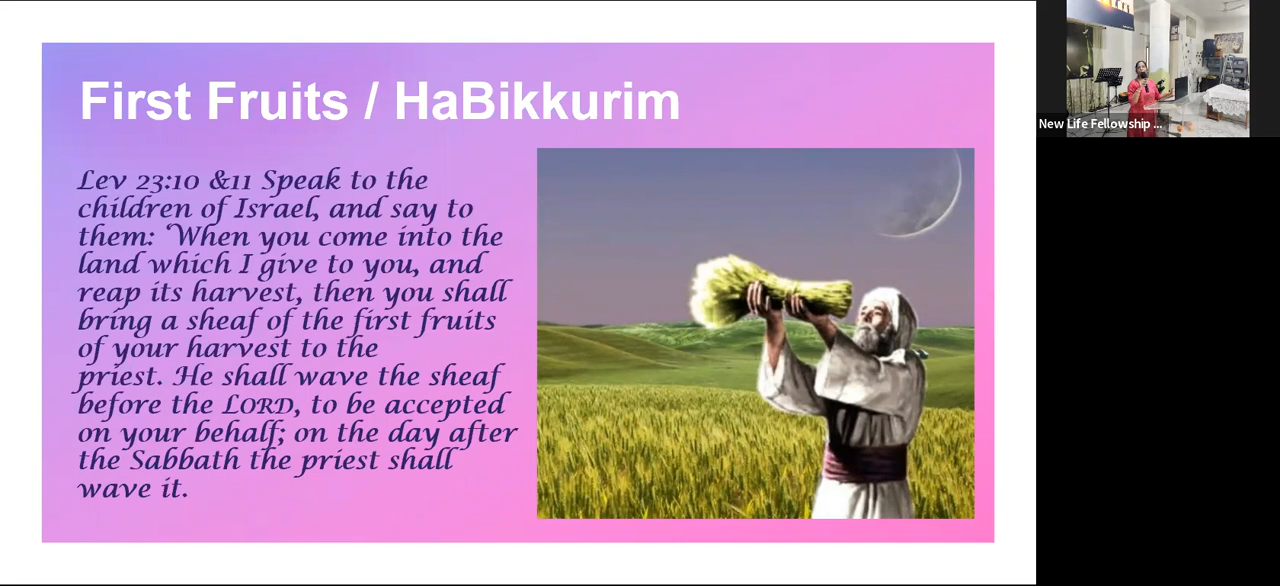 First Fruits / HaBikkurim
Lev 23:10 &11 Speak to the
children of Israel, and say to
them: ‘When you come into the
land which I give to you, and
reap its harvest, then you shall
bring a sheaf of the first fruits
of your harvest to the
priest. He shall wave the sheaf
before the LORD, to be accepted
on your behalf; on the day after
the Sabbath the priest shall
wave it.
New Life Fellowship ...